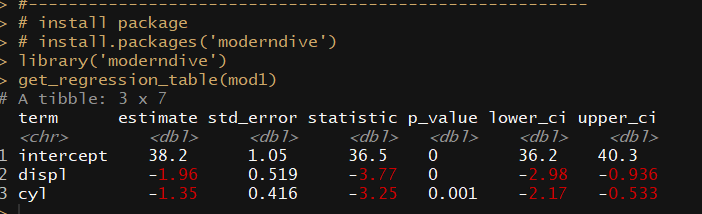 > #--------------------------------------------------------
> # install package
> # install.packages('moderndive')
> library('moderndive')
> get_regression_table(mod1)
# A tibble: 3 x 7
term estimate std_error statistic p_value lower_ci upper_ci
<chr> <dbl> <dbl> <dbl> <dbl> <dbl> <dbl>
1 intercept 38.2 1.05 36.5 0 36.2 40.3
2 displ -1.96 0.519 -3.77 0 -2.98 -0.936
3 cyl -1.35 0.416 -3.25 0.001 -2.17 -0.533
>